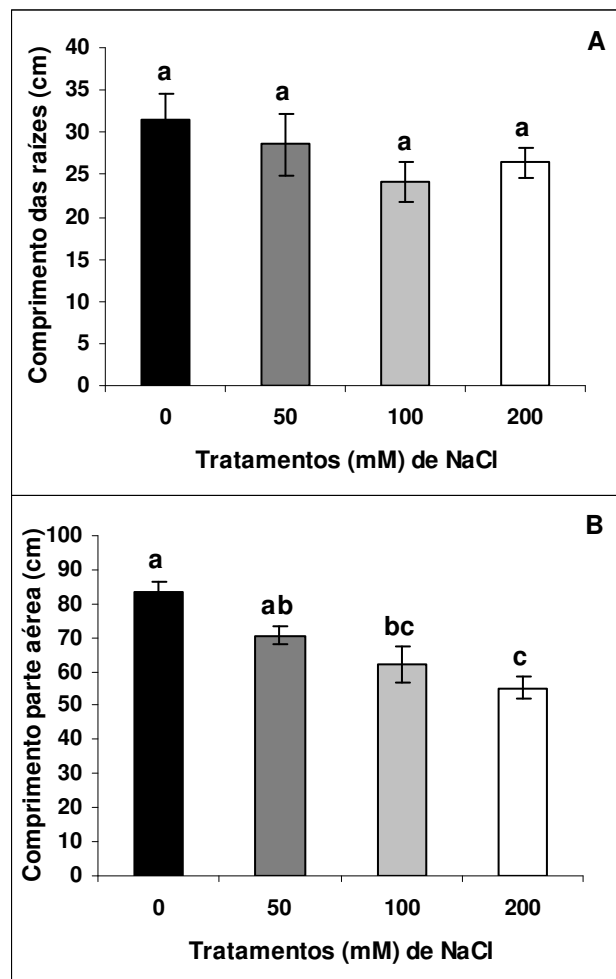 A
Comprimento das raízes (cm)
40
35
30
25
20
15
10
5
0
a
a
a
a
0 50 100 200
Tratamentos (mM) de NaCl
B
Comprimento parte aérea (cm)
100
90
80
70
60
50
40
30
20
10
0
a
ab
bc
c
0 50 100 200
Tratamentos (mM) de NaCl